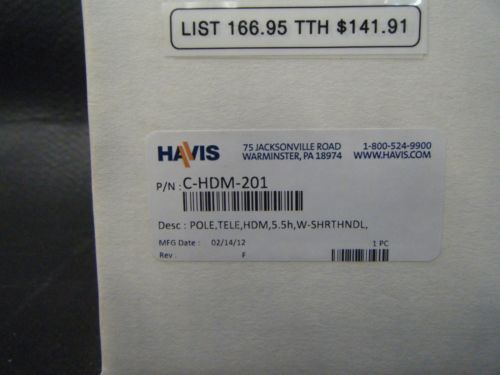 LIST 166.95 TTH $141.91
HAVIS
75 JACKSONVILLE ROAD 1-800-524-9900
WARMINSTER, PA 18974 WWW.HAVIS.COM
P/N : C-HDM-201
Desc : POLE,TELE,HDM,5.5h,W-SHRTHNDL,
MFG Date : 02/14/12 1 PC
Rev : F